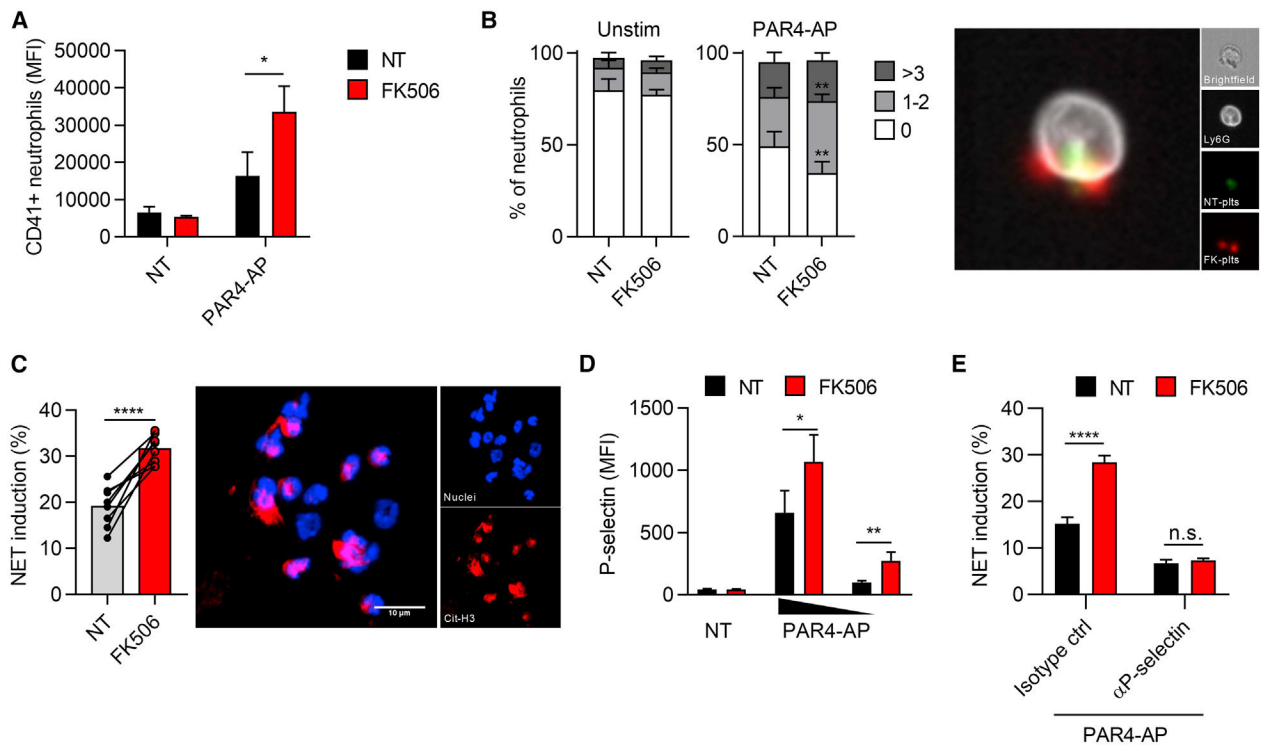 A
CD41+ neutrophils (MFI)
50000
40000
30000
20000
10000
0
*
NT
FK506
NT
PAR4-AP
B
% of neutrophils
Unstim
100
50
0
NT
FK506
PAR4-AP
100
50
0
**
**
NT
FK506
>3
1-2
0
Brightfield
Ly6G
NT-plts
FK-plts
C
NET induction (%)
40
30
20
10
0
****
NT
FK506
10 μm
Nuclei
Cit-H3
D
NT
FK506
P-selectin (MFI)
1500
1000
500
0
*
**
NT
PAR4-AP
E
NT
FK506
NET induction (%)
40
30
20
10
0
****
n.s.
Isotype ctrl
αP-selectin
PAR4-AP